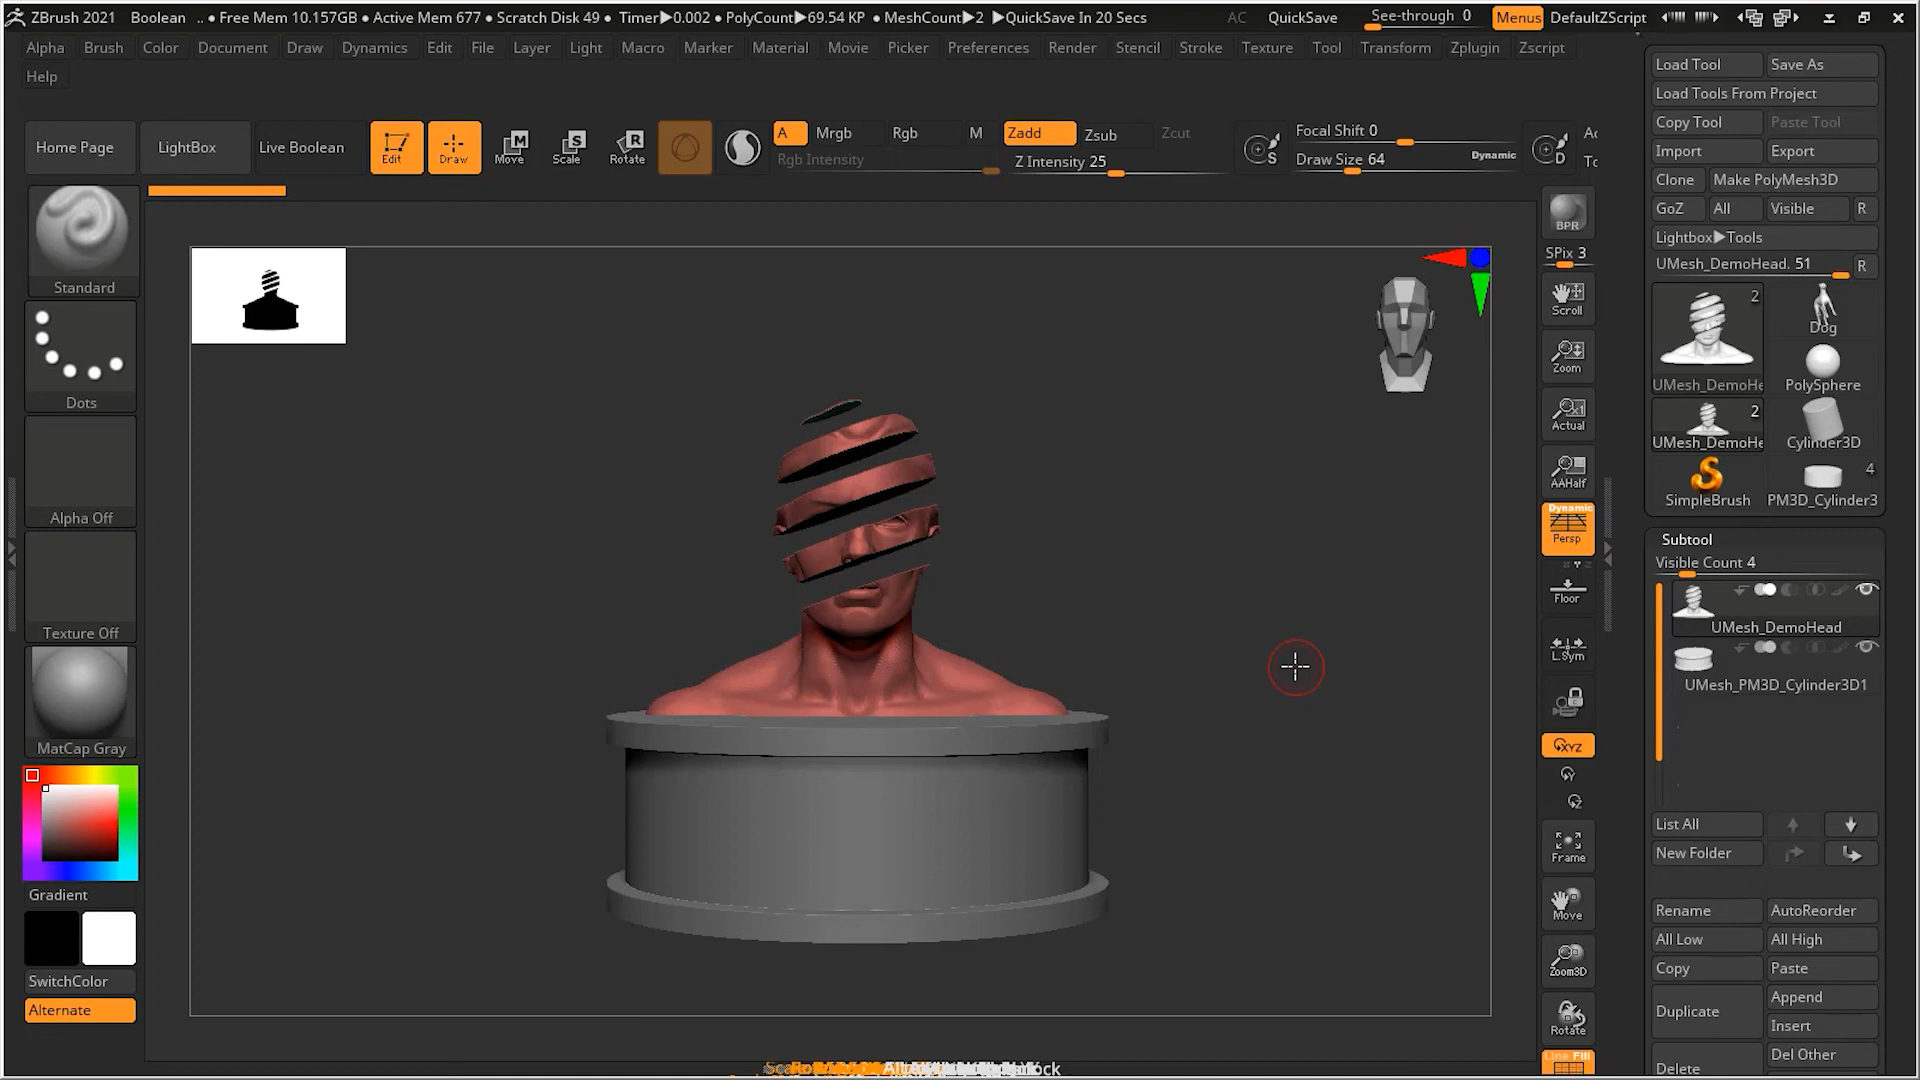 ZBrush 2021 Boolean .. • Free Mem 10.157GB • Active Mem 677 • Scratch Disk 49 • Timer▶0.002 • PolyCount▶69.54 KP • MeshCount▶2 ▶QuickSave In 20 Secs AC QuickSave See-through 0 Menus DefaultZScript
Alpha Brush Color Document Draw Dynamics Edit File Layer Light Macro Marker Material Movie Picker Preferences Render Stencil Stroke Texture Tool Transform Zplugin Zscript
Help
Home Page LightBox Live Boolean Edit Draw Move Scale Rotate
M S R
A Mrgb Rgb M Zadd Zsub Zcut
Rgb Intensity Z Intensity 25
S Focal Shift 0 D
Draw Size 64 Dynamic
Standard
Dots
Alpha Off
Texture Off
MatCap Gray
Gradient
SwitchColor
Alternate
BPR
SPix 3
Scroll
Zoom
Actual
AAHalf
Dynamic
Persp
Floor
L.Sym
XYZ
Y
Z
Frame
Move
Zoom3D
Rotate
Line Fill
Load Tool Save As
Load Tools From Project
Copy Tool Paste Tool
Import Export
Clone Make PolyMesh3D
GoZ All Visible R
Lightbox▶Tools
UMesh_DemoHead. 51 R
2
UMesh_DemoHe Dog
PolySphere
2
UMesh_DemoHe Cylinder3D
4
SimpleBrush PM3D_Cylinder3
Subtool
Visible Count 4
UMesh_DemoHead
UMesh_PM3D_Cylinder3D1
List All
New Folder
Rename AutoReorder
All Low All High
Copy Paste
Duplicate Append
Insert
Delete Del Other